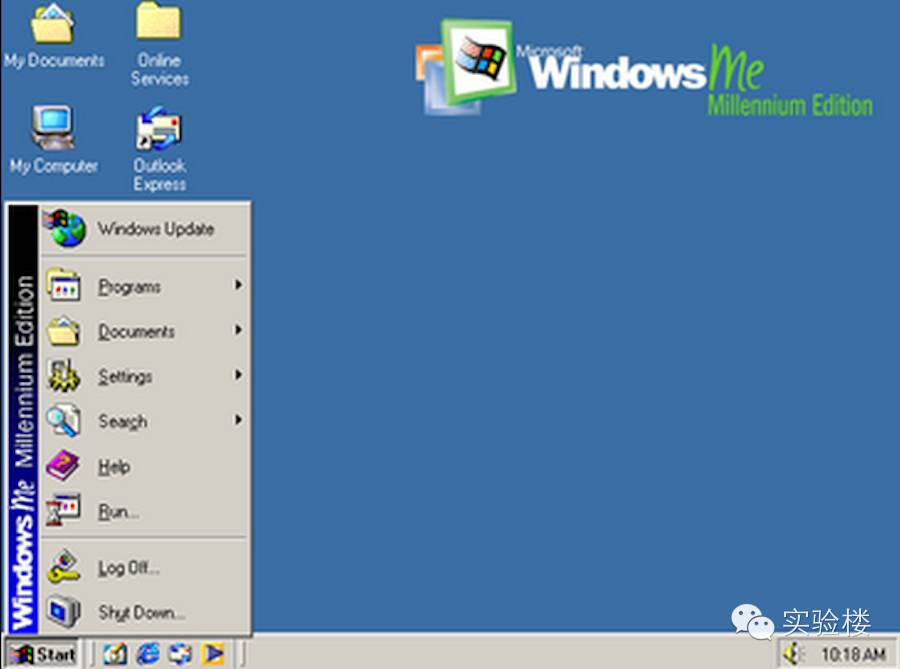 My Documents
Online
Services
My Computer
Outlook
Express
Microsoft
Windows Me
Millennium Edition
Windows Update
Programs
Documents
Settings
Search
Help
Run...
Log Off...
Shut Down...
Windows Me Millennium Edition
Start
10:18 AM
实验楼